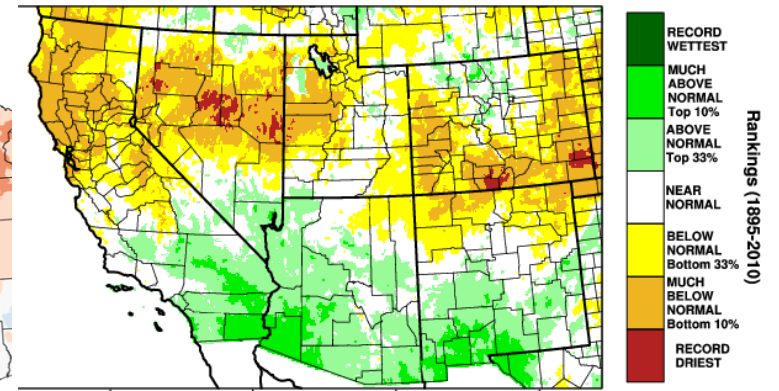 RECORD
WETTEST
MUCH
ABOVE
NORMAL
Top 10%
ABOVE
NORMAL
Top 33%
NEAR
NORMAL
BELOW
NORMAL
Bottom 33%
MUCH
BELOW
NORMAL
Bottom 10%
RECORD
DRIEST
Rankings (1895-2010)